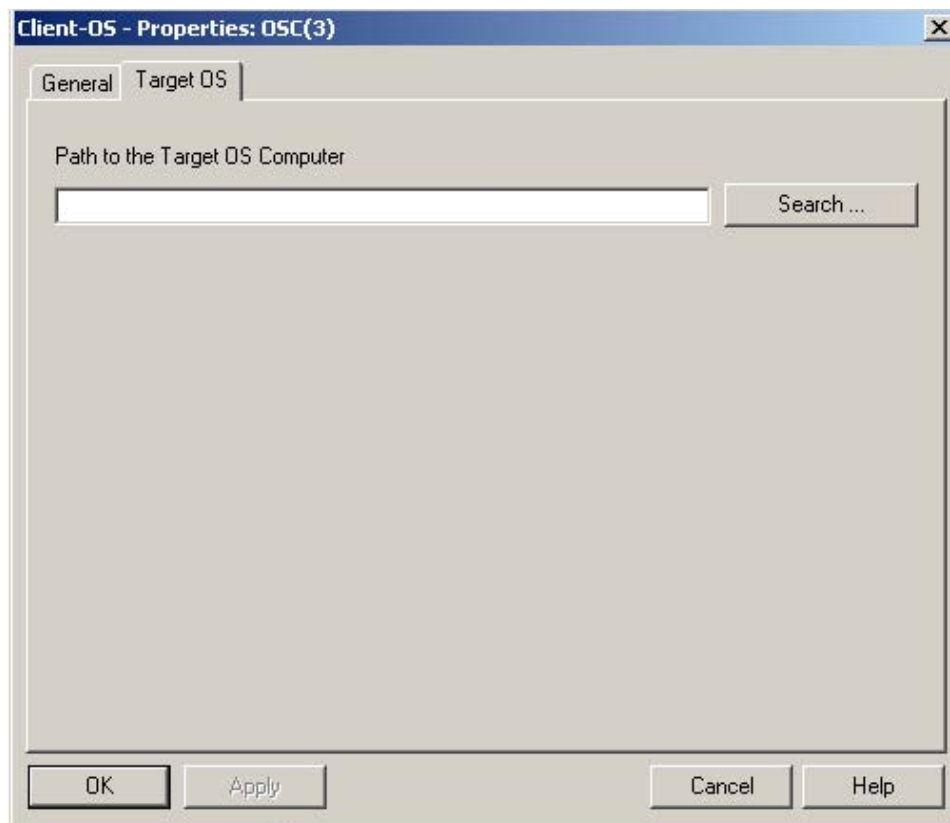 Client-OS - Properties: OSC(3)
General Target OS
Path to the Target OS Computer
Search ...
OK Apply Cancel Help